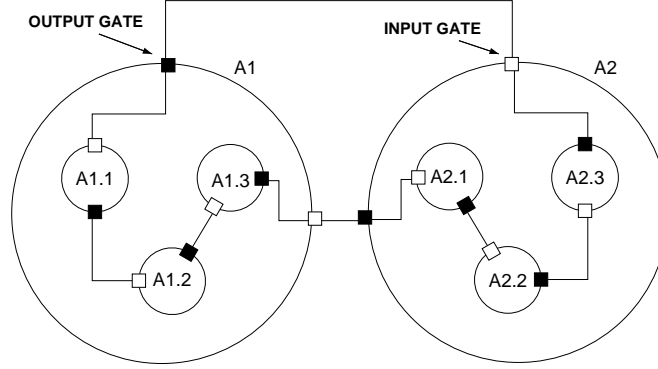 OUTPUT GATE
INPUT GATE
A1
A2
A1.1
A1.3
A2.1
A2.3
A1.2
A2.2